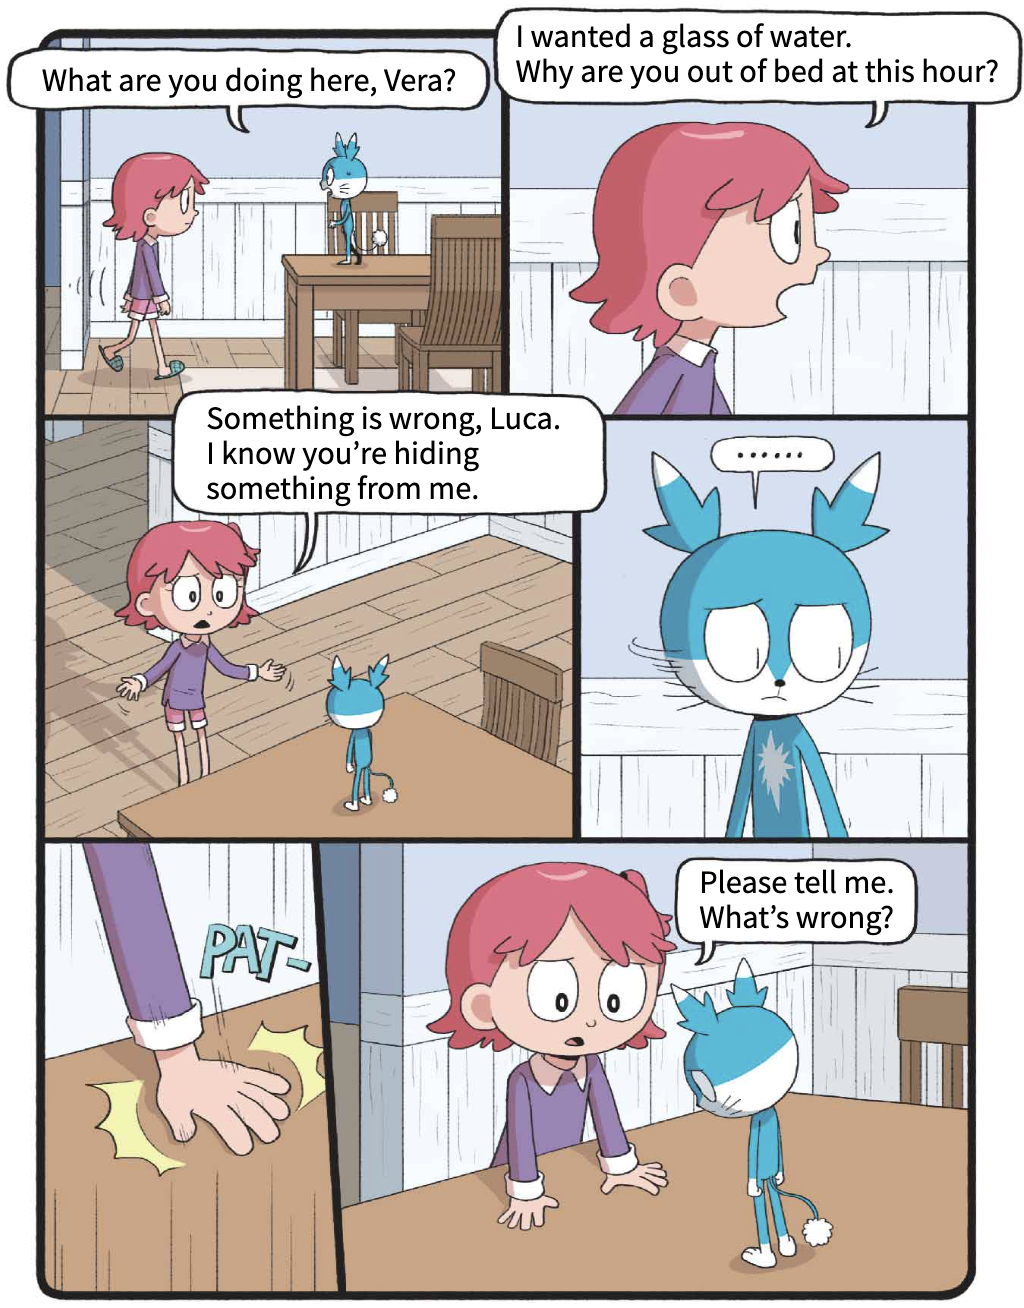 What are you doing here, Vera?
I wanted a glass of water.
Why are you out of bed at this hour?
Something is wrong, Luca.
I know you’re hiding
something from me.
......
PAT-
Please tell me.
What’s wrong?